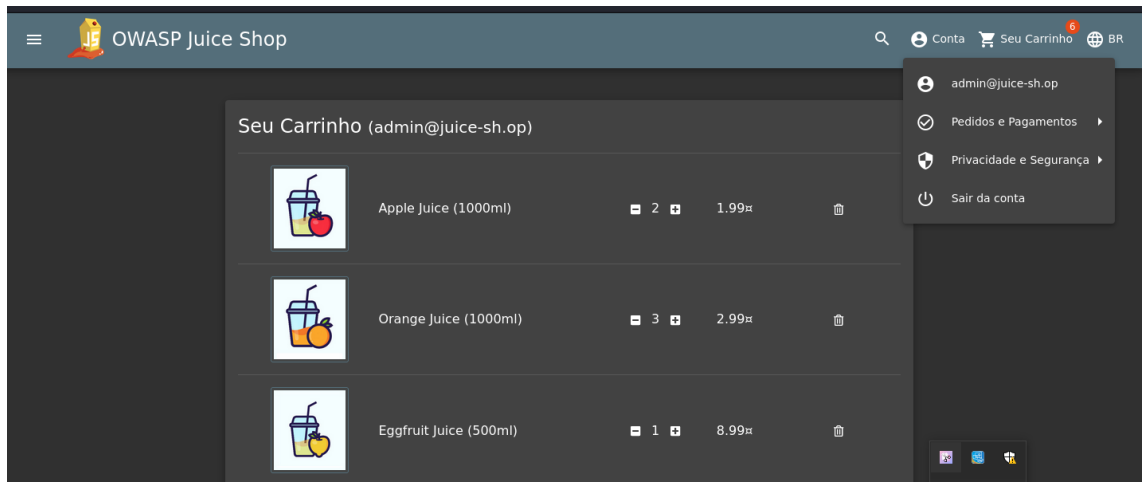 OWASP Juice Shop
Conta
Seu Carrinho
6
BR
admin@juice-sh.op
Pedidos e Pagamentos
Privacidade e Segurança
Sair da conta
Seu Carrinho (admin@juice-sh.op)
Apple Juice (1000ml) 2 1.99¤
Orange Juice (1000ml) 3 2.99¤
Eggfruit Juice (500ml) 1 8.99¤